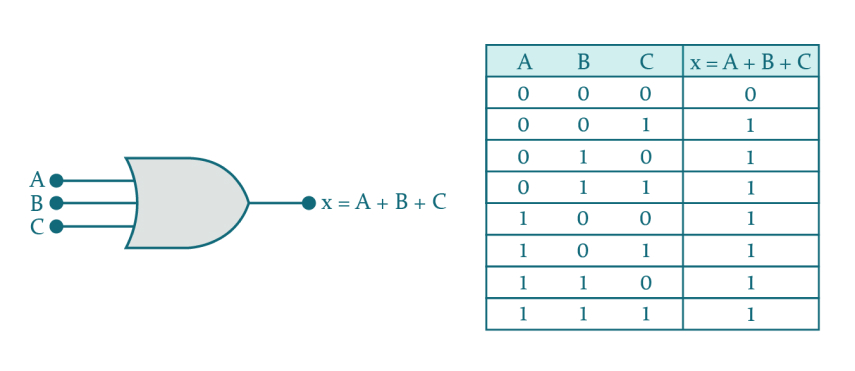 A
B
C
x = A + B + C
A B C x = A + B + C
0 0 0 0
0 0 1 1
0 1 0 1
0 1 1 1
1 0 0 1
1 0 1 1
1 1 0 1
1 1 1 1